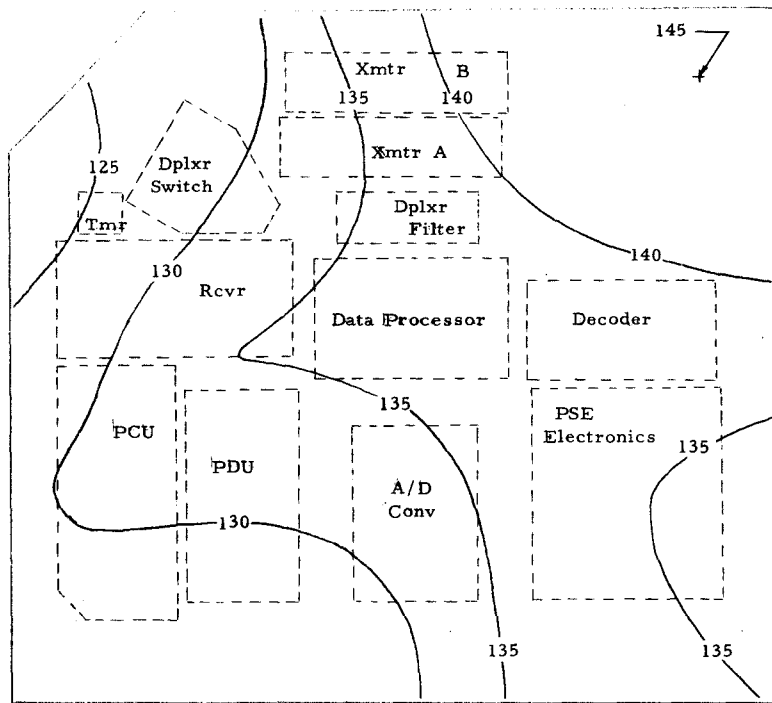 145
Xmtr B
135
140
Xmtr A
125
Dplxr
Switch
Dplxr
Filter
Tmr
140
130
Rcvr
Data Processor
Decoder
135
PSE
Electronics
PCU
PDU
135
A/D
Conv
130
135
135